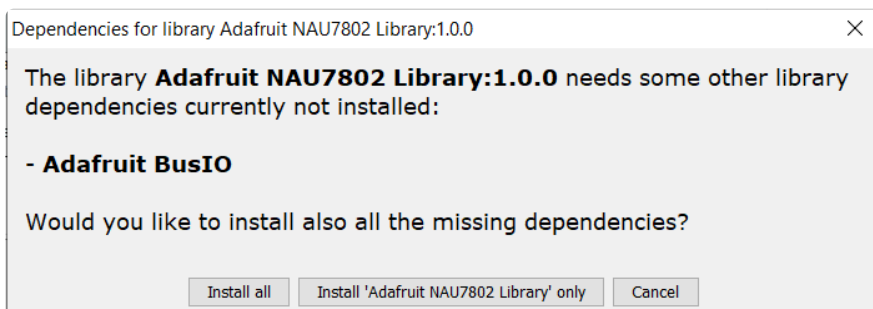 Dependencies for library Adafruit NAU7802 Library:1.0.0
The library Adafruit NAU7802 Library:1.0.0 needs some other library
dependencies currently not installed:
- Adafruit BusIO
Would you like to install also all the missing dependencies?
Install all
Install 'Adafruit NAU7802 Library' only
Cancel